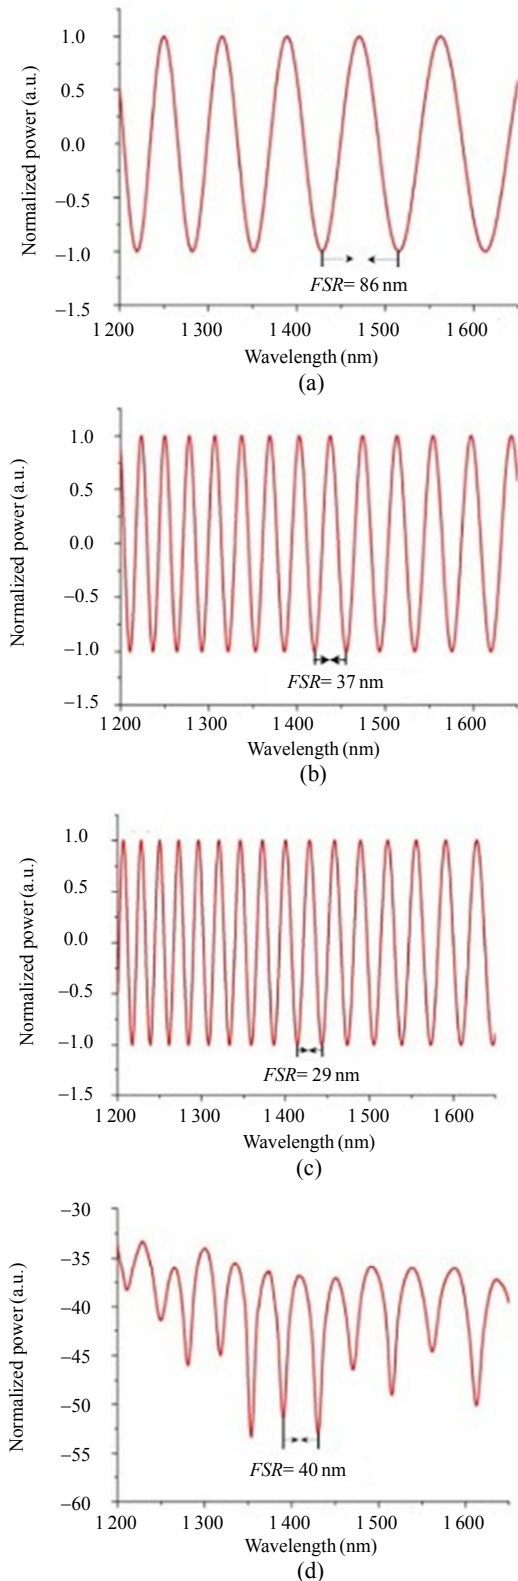 1.0
0.5
0.0
−0.5
−1.0
−1.5
Normalized power (a.u.)
FSR= 86 nm
1 200 1 300 1 400 1 500 1 600
Wavelength (nm)
(a)
1.0
0.5
0.0
−0.5
−1.0
−1.5
Normalized power (a.u.)
FSR= 37 nm
1 200 1 300 1 400 1 500 1 600
Wavelength (nm)
(b)
1.0
0.5
0.0
−0.5
−1.0
−1.5
Normalized power (a.u.)
FSR= 29 nm
1 200 1 300 1 400 1 500 1 600
Wavelength (nm)
(c)
−30
−35
−40
−45
−50
−55
−60
Normalized power (a.u.)
FSR= 40 nm
1 200 1 300 1 400 1 500 1 600
Wavelength (nm)
(d)